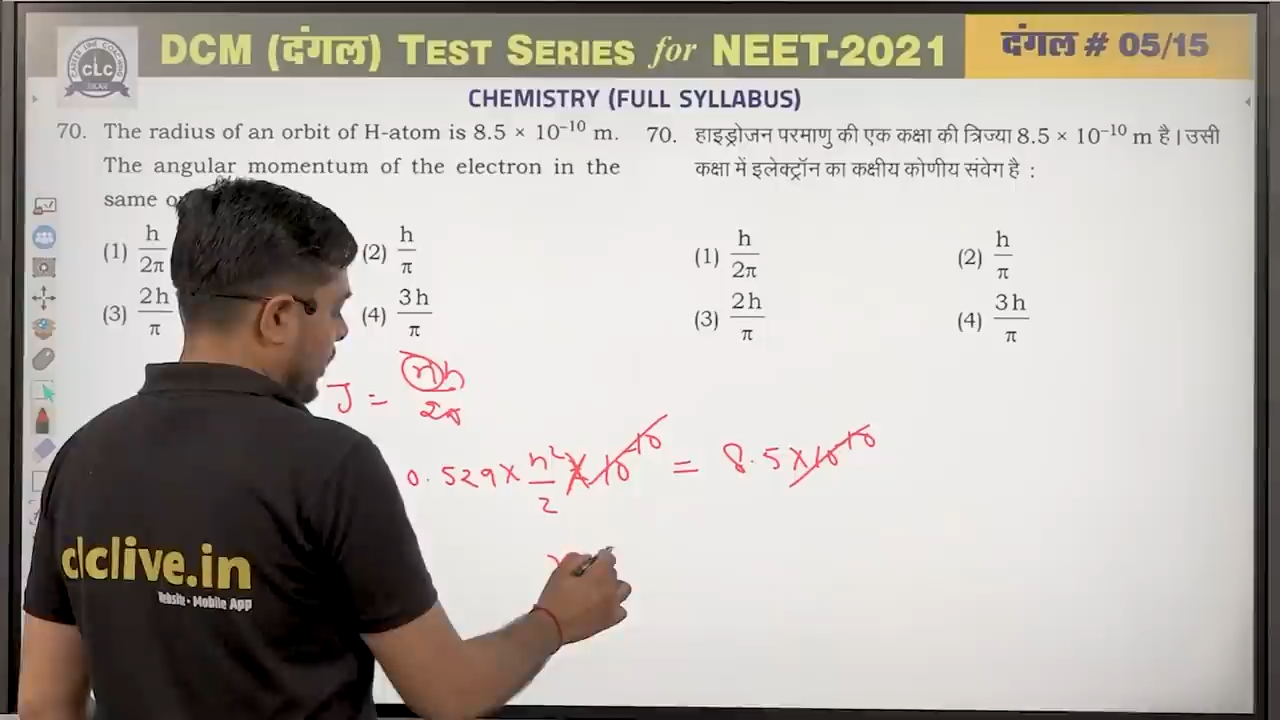 DCM (दंगल) TEST SERIES for NEET-2021
दंगल # 05/15
CLC
CHEMISTRY (FULL SYLLABUS)
70. The radius of an orbit of H-atom is 8.5 × 10⁻¹⁰ m.
The angular momentum of the electron in the
same
(1) h/2π
(2) h/π
(3) 2h/π
(4) 3h/π
70. हाइड्रोजन परमाणु की एक कक्षा की त्रिज्या 8.5 × 10⁻¹⁰ m है। उसी
कक्षा में इलेक्ट्रॉन का कक्षीय कोणीय संवेग है :
(1) h/2π
(2) h/π
(3) 2h/π
(4) 3h/π
J = nh/2π
0.529 × n²/2 × 10⁻¹⁰ = 8.5 × 10⁻¹⁰
clclive.in
Website • Mobile App